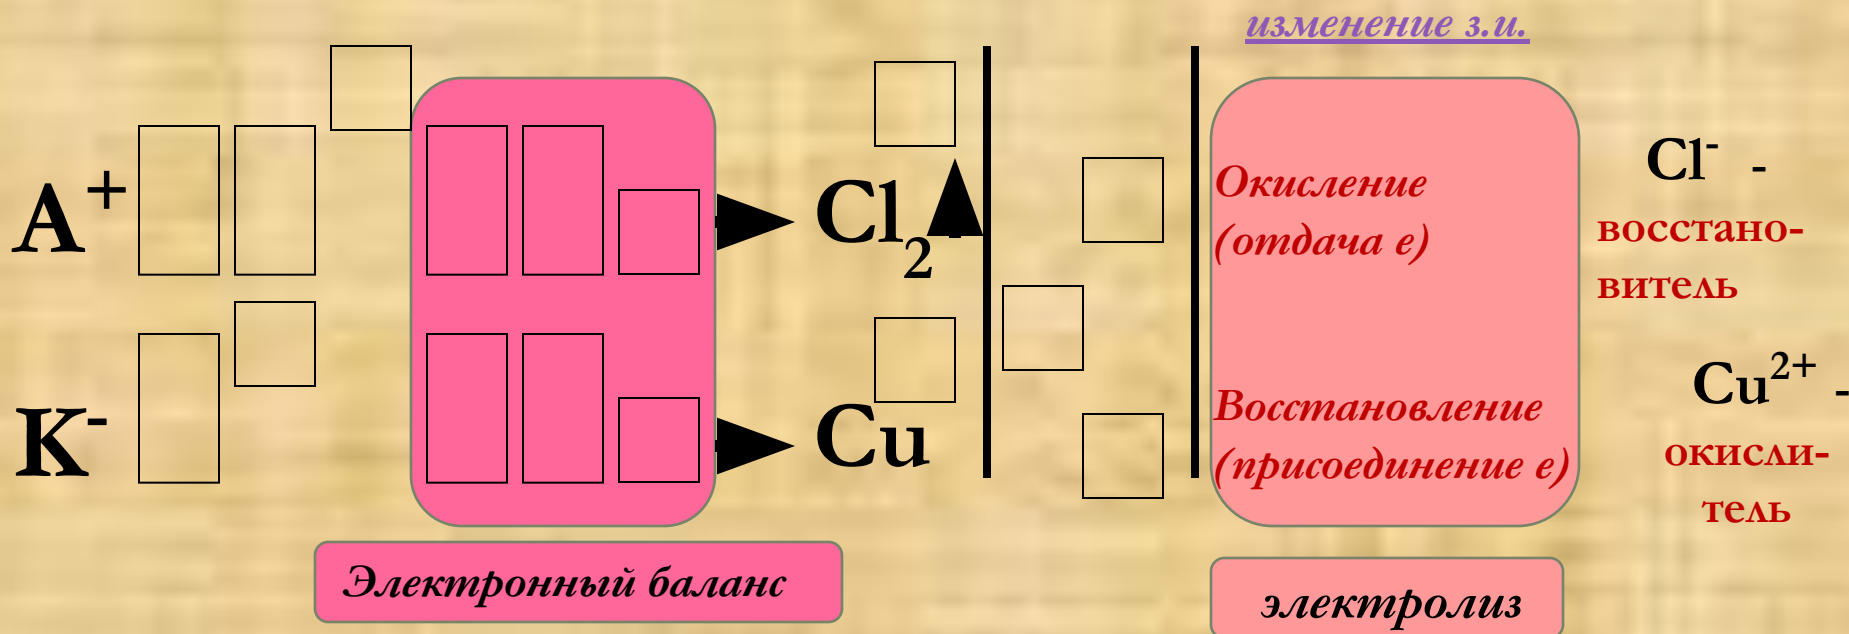 изменение з.и.
A⁺ Cl₂
Окисление
(отдача е)
Cl⁻ -
восстано-
витель
K⁻ Cu
Восстановление
(присоединение е)
Cu²⁺ -
окисли-
тель
Электронный баланс
электролиз